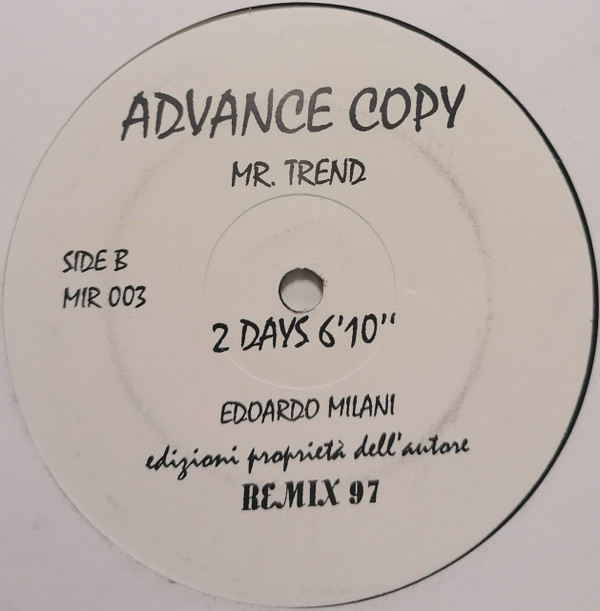 ADVANCE COPY
MR. TREND
SIDE B
MIR 003
2 DAYS 6'10"
EDOARDO MILANI
edizioni proprietà dell'autore
REMIX 97